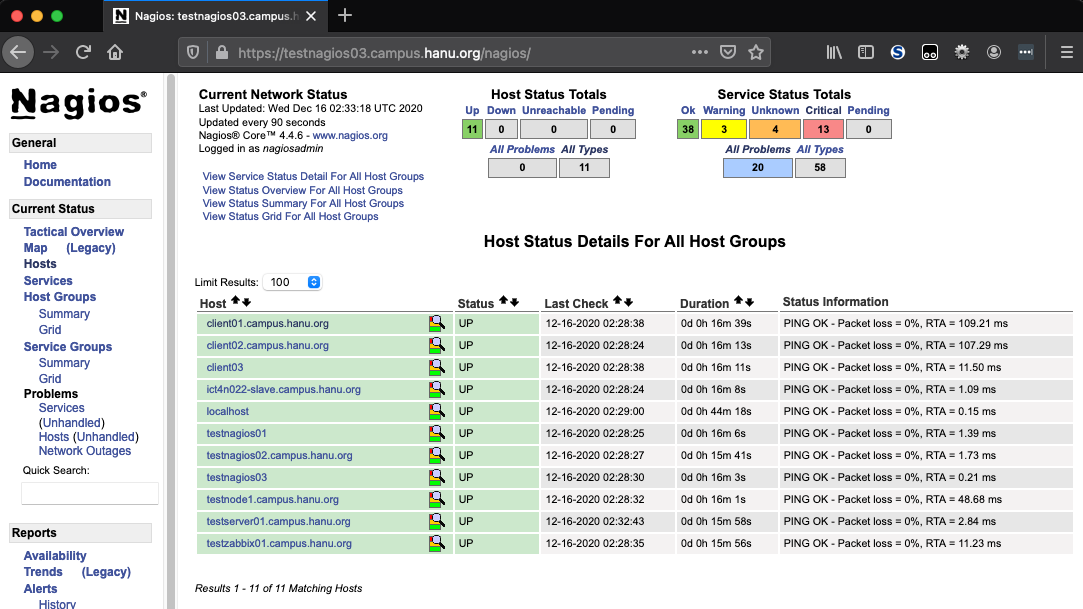 Nagios: testnagios03.campus.h
https://testnagios03.campus.hanu.org/nagios/
Nagios®
General
Home
Documentation
Current Status
Tactical Overview
Map (Legacy)
Hosts
Services
Host Groups
Summary
Grid
Service Groups
Summary
Grid
Problems
Services
(Unhandled)
Hosts (Unhandled)
Network Outages
Quick Search:
Reports
Availability
Trends (Legacy)
Alerts
History
Current Network Status
Last Updated: Wed Dec 16 02:33:18 UTC 2020
Updated every 90 seconds
Nagios® Core™ 4.4.6 - www.nagios.org
Logged in as nagiosadmin
View Service Status Detail For All Host Groups
View Status Overview For All Host Groups
View Status Summary For All Host Groups
View Status Grid For All Host Groups
Host Status Totals
Up Down Unreachable Pending
11 0 0 0
All Problems All Types
0 11
Service Status Totals
Ok Warning Unknown Critical Pending
38 3 4 13 0
All Problems All Types
20 58
Host Status Details For All Host Groups
Limit Results: 100
Host Status Last Check Duration Status Information
client01.campus.hanu.org UP 12-16-2020 02:28:38 0d 0h 16m 39s PING OK - Packet loss = 0%, RTA = 109.21 ms
client02.campus.hanu.org UP 12-16-2020 02:28:24 0d 0h 16m 13s PING OK - Packet loss = 0%, RTA = 107.29 ms
client03 UP 12-16-2020 02:28:38 0d 0h 16m 11s PING OK - Packet loss = 0%, RTA = 11.50 ms
ict4n022-slave.campus.hanu.org UP 12-16-2020 02:28:24 0d 0h 16m 8s PING OK - Packet loss = 0%, RTA = 1.09 ms
localhost UP 12-16-2020 02:29:00 0d 0h 44m 18s PING OK - Packet loss = 0%, RTA = 0.15 ms
testnagios01 UP 12-16-2020 02:28:25 0d 0h 16m 6s PING OK - Packet loss = 0%, RTA = 1.39 ms
testnagios02.campus.hanu.org UP 12-16-2020 02:28:27 0d 0h 15m 41s PING OK - Packet loss = 0%, RTA = 1.73 ms
testnagios03 UP 12-16-2020 02:28:30 0d 0h 16m 3s PING OK - Packet loss = 0%, RTA = 0.21 ms
testnode1.campus.hanu.org UP 12-16-2020 02:28:32 0d 0h 16m 1s PING OK - Packet loss = 0%, RTA = 48.68 ms
testserver01.campus.hanu.org UP 12-16-2020 02:32:43 0d 0h 15m 58s PING OK - Packet loss = 0%, RTA = 2.84 ms
testzabbix01.campus.hanu.org UP 12-16-2020 02:28:35 0d 0h 15m 56s PING OK - Packet loss = 0%, RTA = 11.23 ms
Results 1 - 11 of 11 Matching Hosts